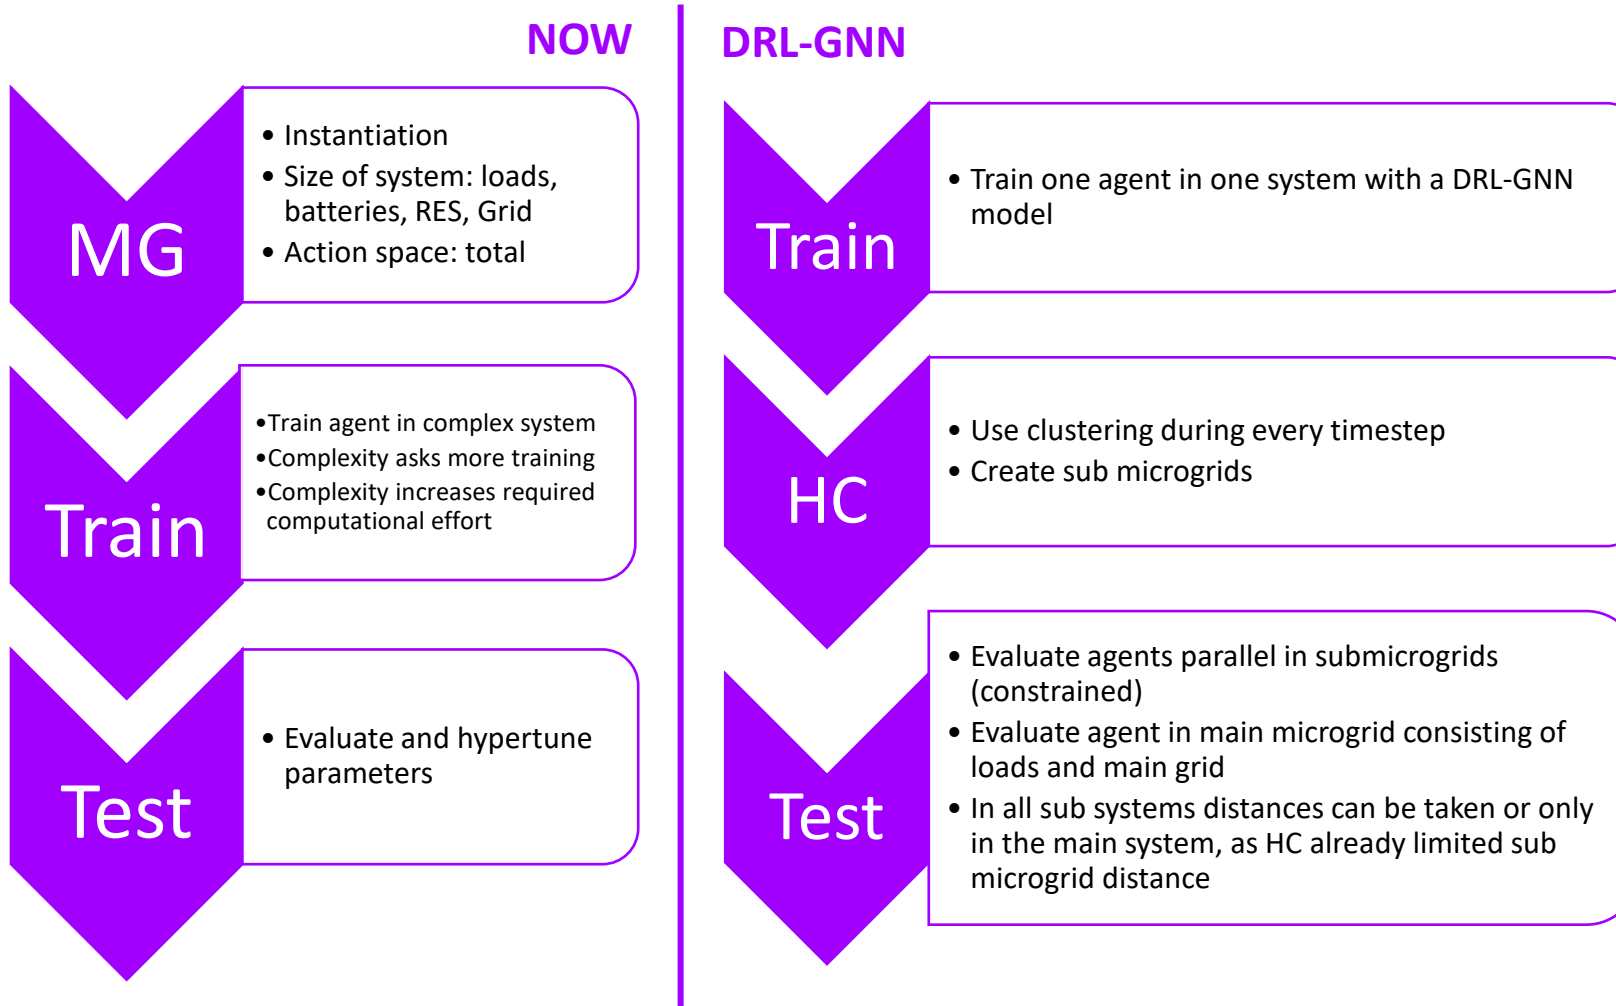 NOW
MG
• Instantiation
• Size of system: loads,
batteries, RES, Grid
• Action space: total
Train
•Train agent in complex system
•Complexity asks more training
•Complexity increases required
computational effort
Test
• Evaluate and hypertune
parameters
DRL-GNN
Train
• Train one agent in one system with a DRL-GNN
model
HC
• Use clustering during every timestep
• Create sub microgrids
Test
• Evaluate agents parallel in submicrogrids
(constrained)
• Evaluate agent in main microgrid consisting of
loads and main grid
• In all sub systems distances can be taken or only
in the main system, as HC already limited sub
microgrid distance